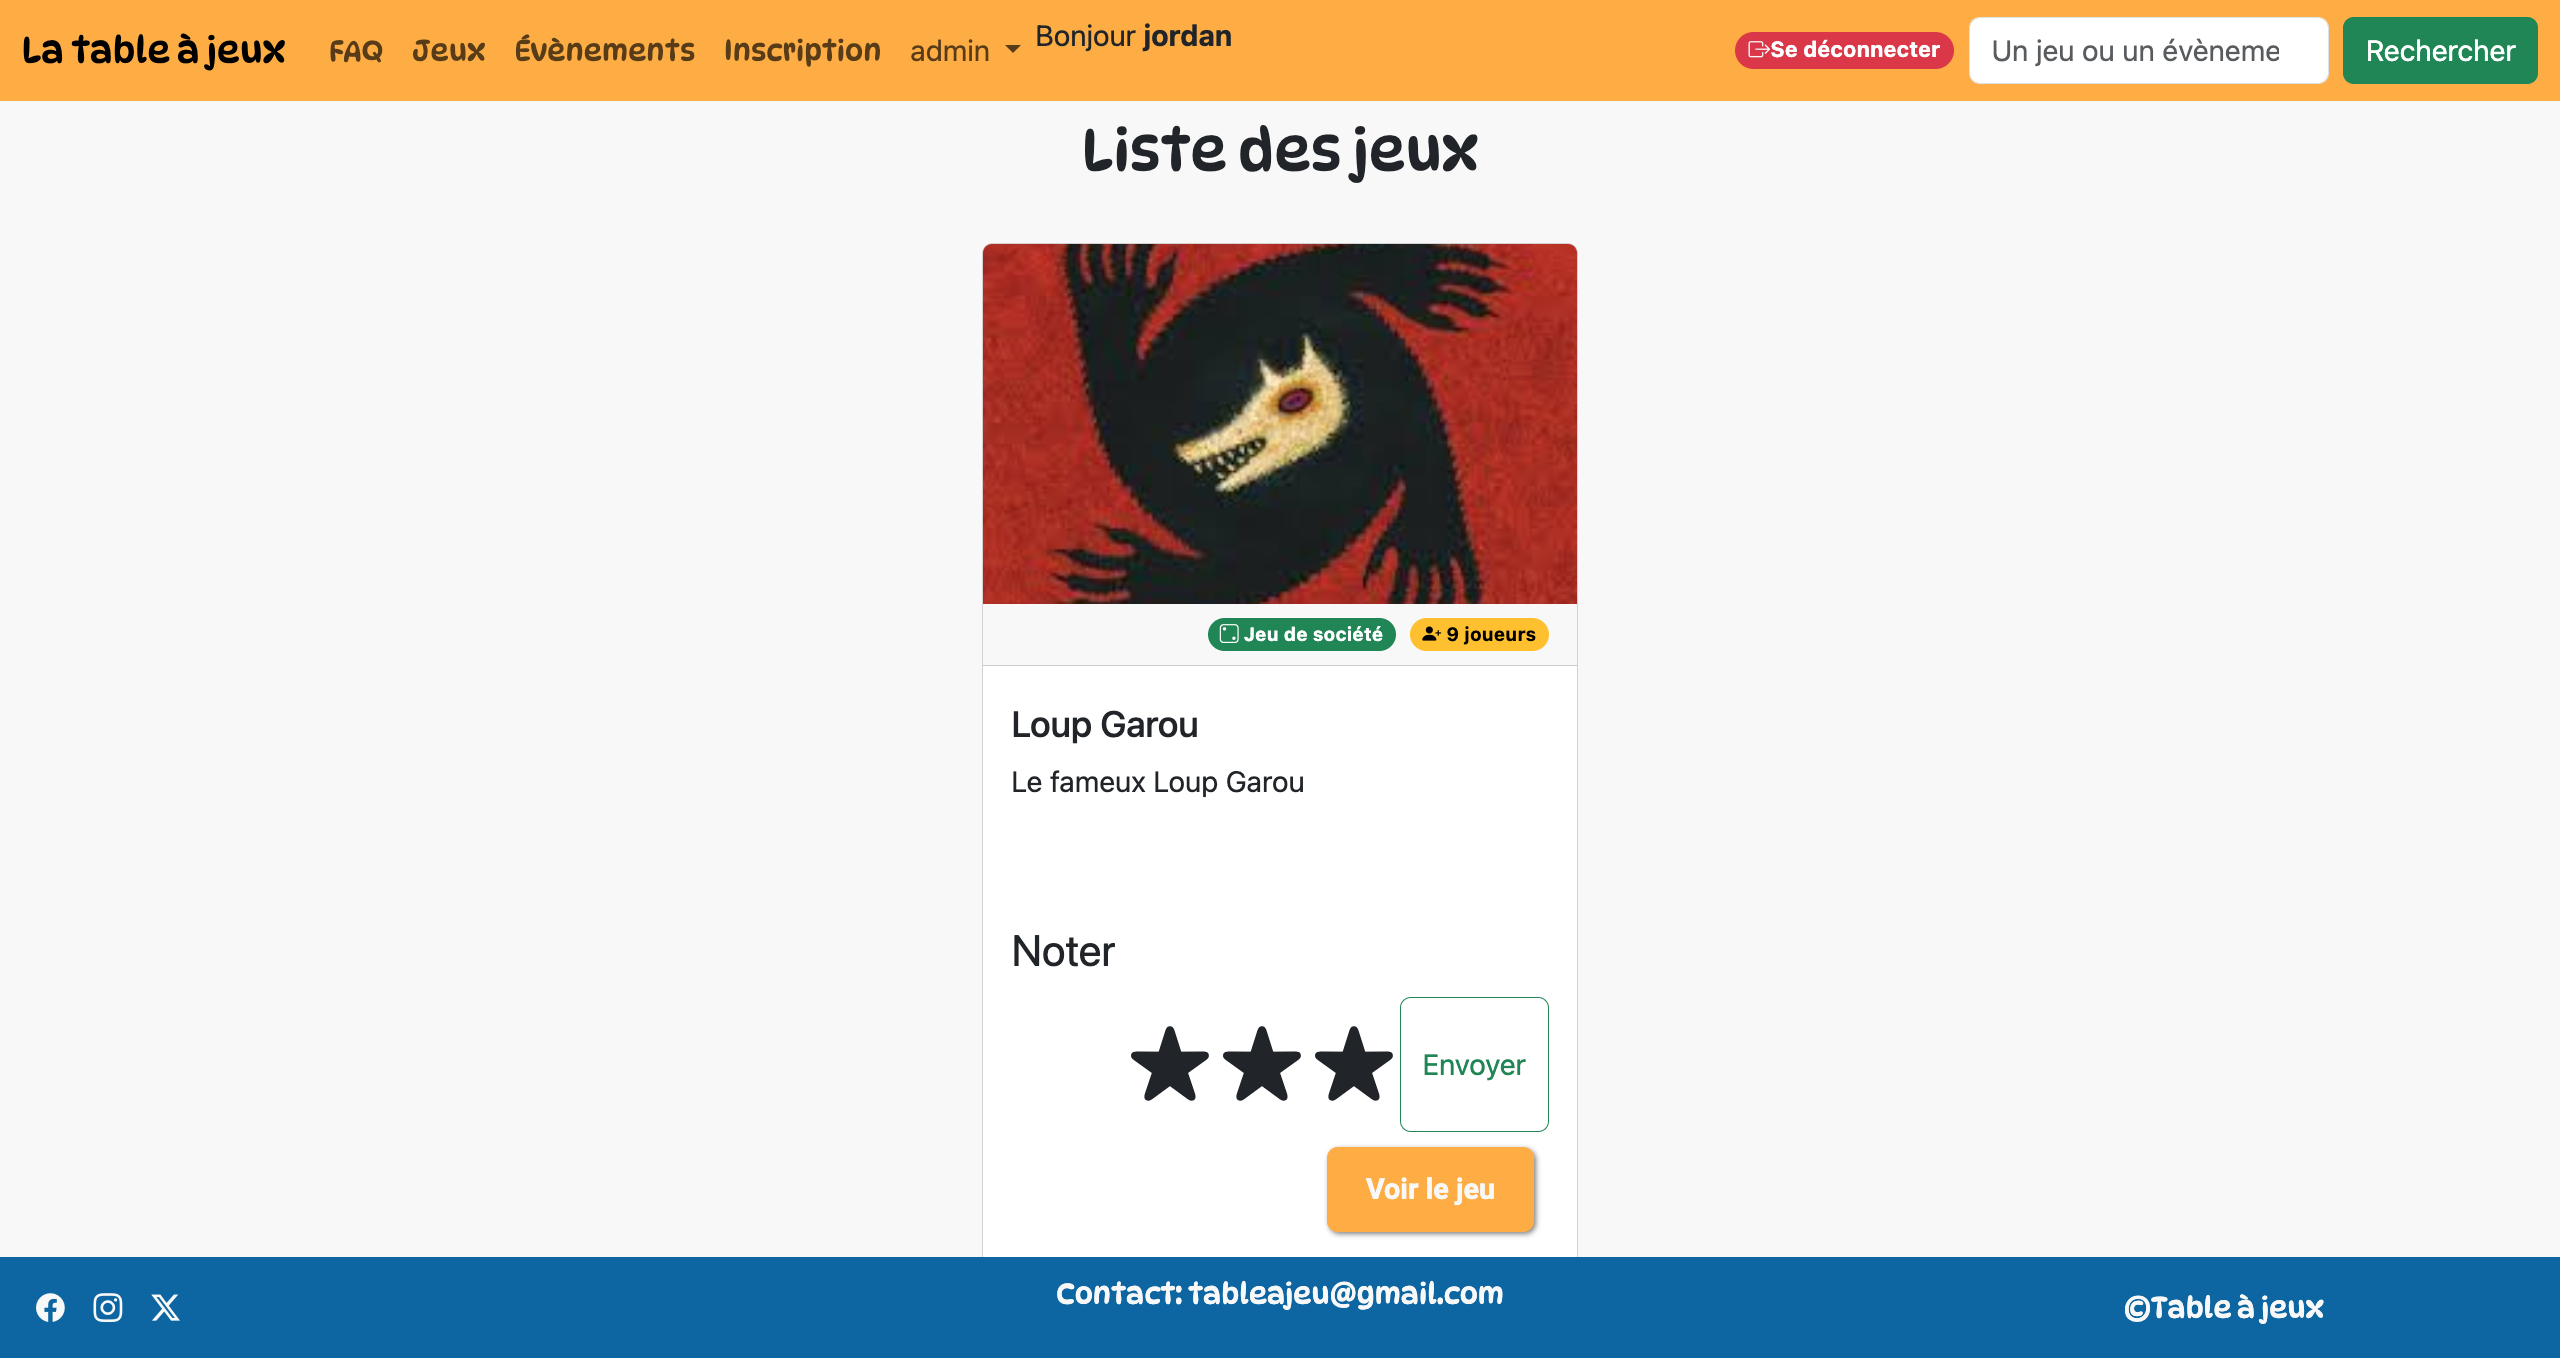 La table à jeux FAQ Jeux Évènements Inscription admin Bonjour jordan Se déconnecter Un jeu ou un évèneme Rechercher
Liste des jeux
Jeu de société 9 joueurs
Loup Garou
Le fameux Loup Garou
Noter
Envoyer
Voir le jeu
Contact: tableajeu@gmail.com
©Table à jeux